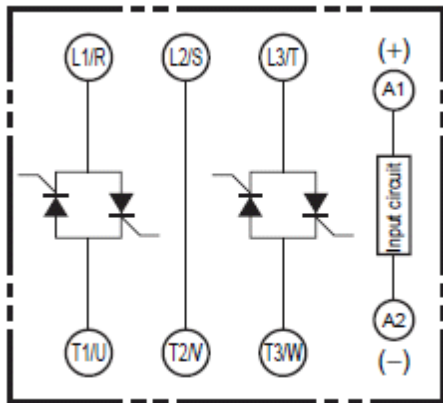 L1/R L2/S L3/T (+)
A1
Input circuit
A2
T1/U T2/V T3/W (−)